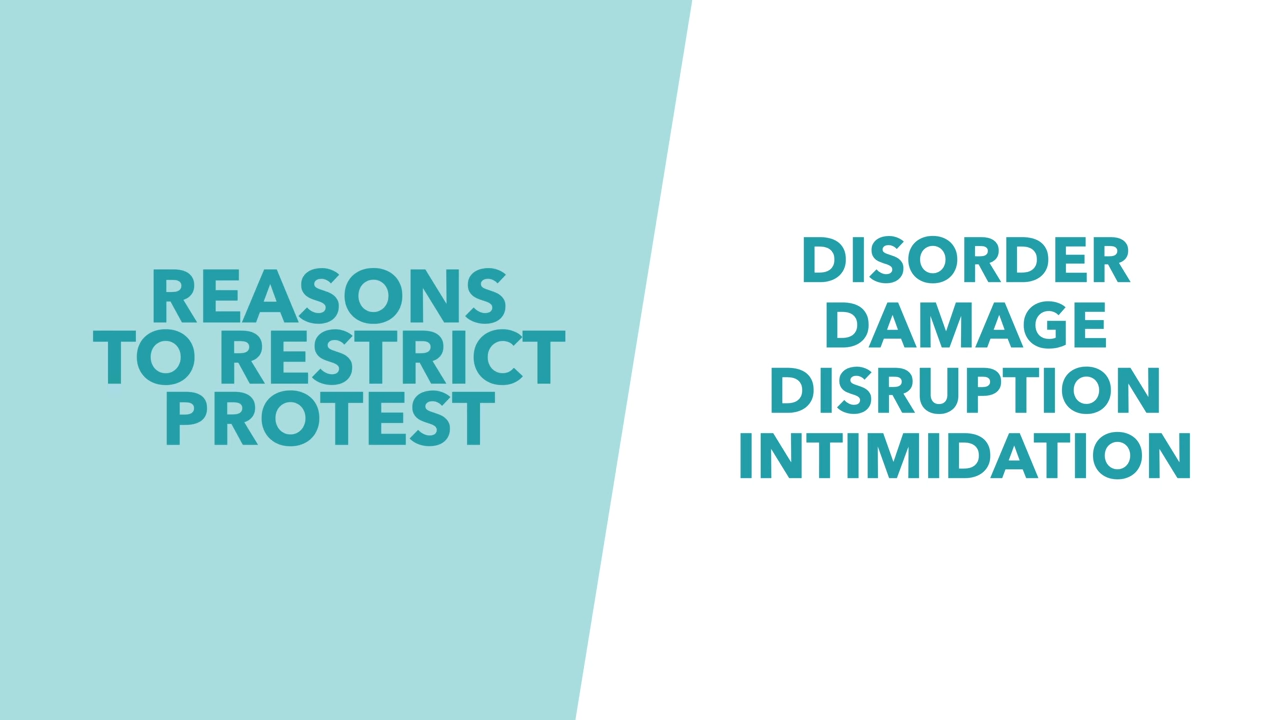 REASONS
TO RESTRICT
PROTEST
DISORDER
DAMAGE
DISRUPTION
INTIMIDATION